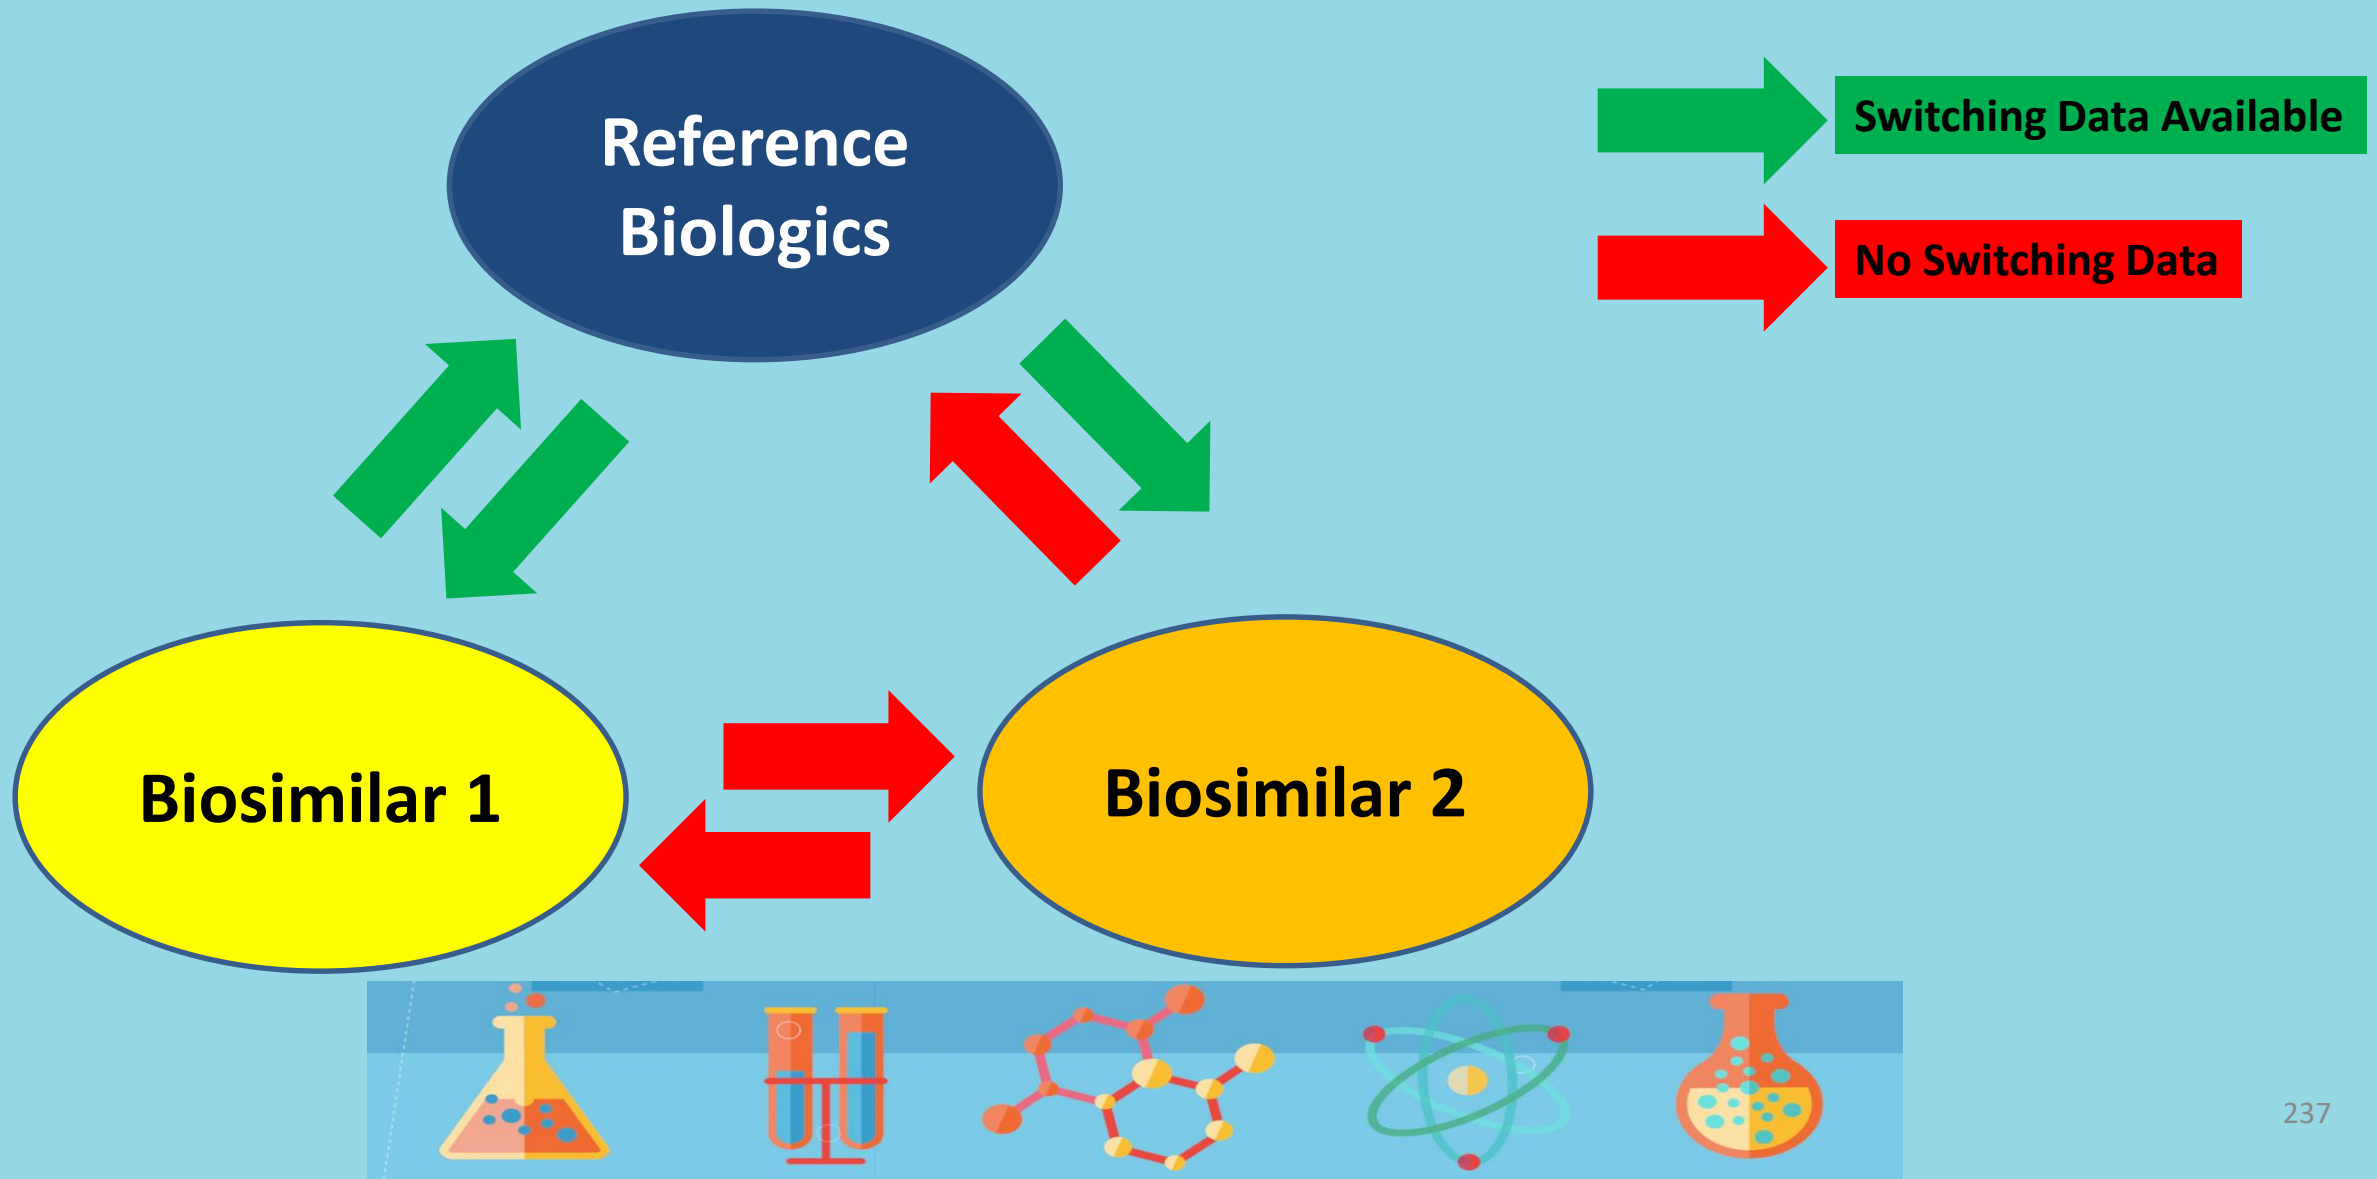 Reference
Biologics
Switching Data Available
No Switching Data
Biosimilar 1
Biosimilar 2
237